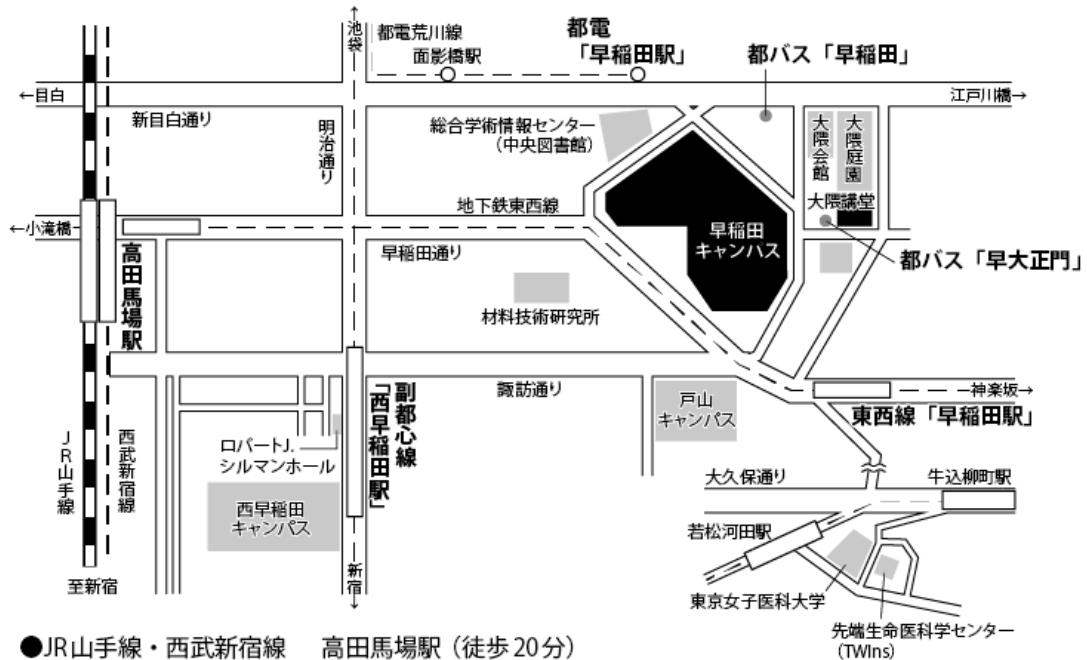 池袋
都電荒川線
面影橋駅
都電
「早稲田駅」
都バス「早稲田」
←目白
江戸川橋→
新目白通り
明治通り
総合学術情報センター
（中央図書館）
大隈会館
大隈庭園
地下鉄東西線
大隈講堂
←小滝橋
早稲田
キャンパス
高田馬場駅
早稲田通り
都バス「早大正門」
材料技術研究所
諏訪通り
戸山
キャンパス
神楽坂→
東西線「早稲田駅」
副都心線
「西早稲田駅」
JR山手線
西武新宿線
ロバートJ.
シルマンホール
西早稲田
キャンパス
大久保通り
牛込柳町駅
若松河田駅
至新宿
新宿
東京女子医科大学
先端生命医科学センター
（TWIns）
●JR山手線・西武新宿線　高田馬場駅（徒歩20分）